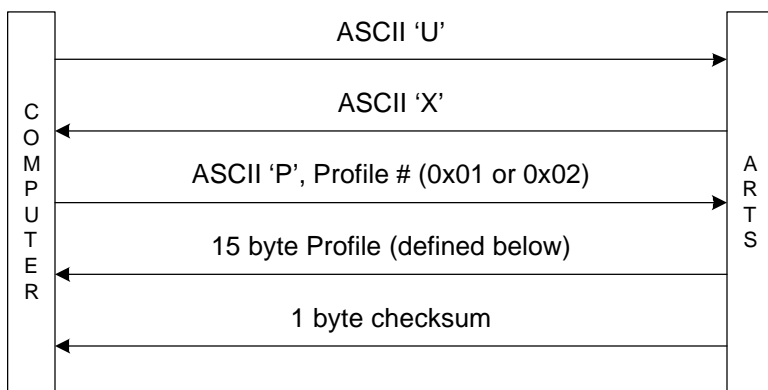 COMPUTER
ASCII ‘U’
ASCII ‘X’
ASCII ‘P’, Profile # (0x01 or 0x02)
15 byte Profile (defined below)
1 byte checksum
ARTS